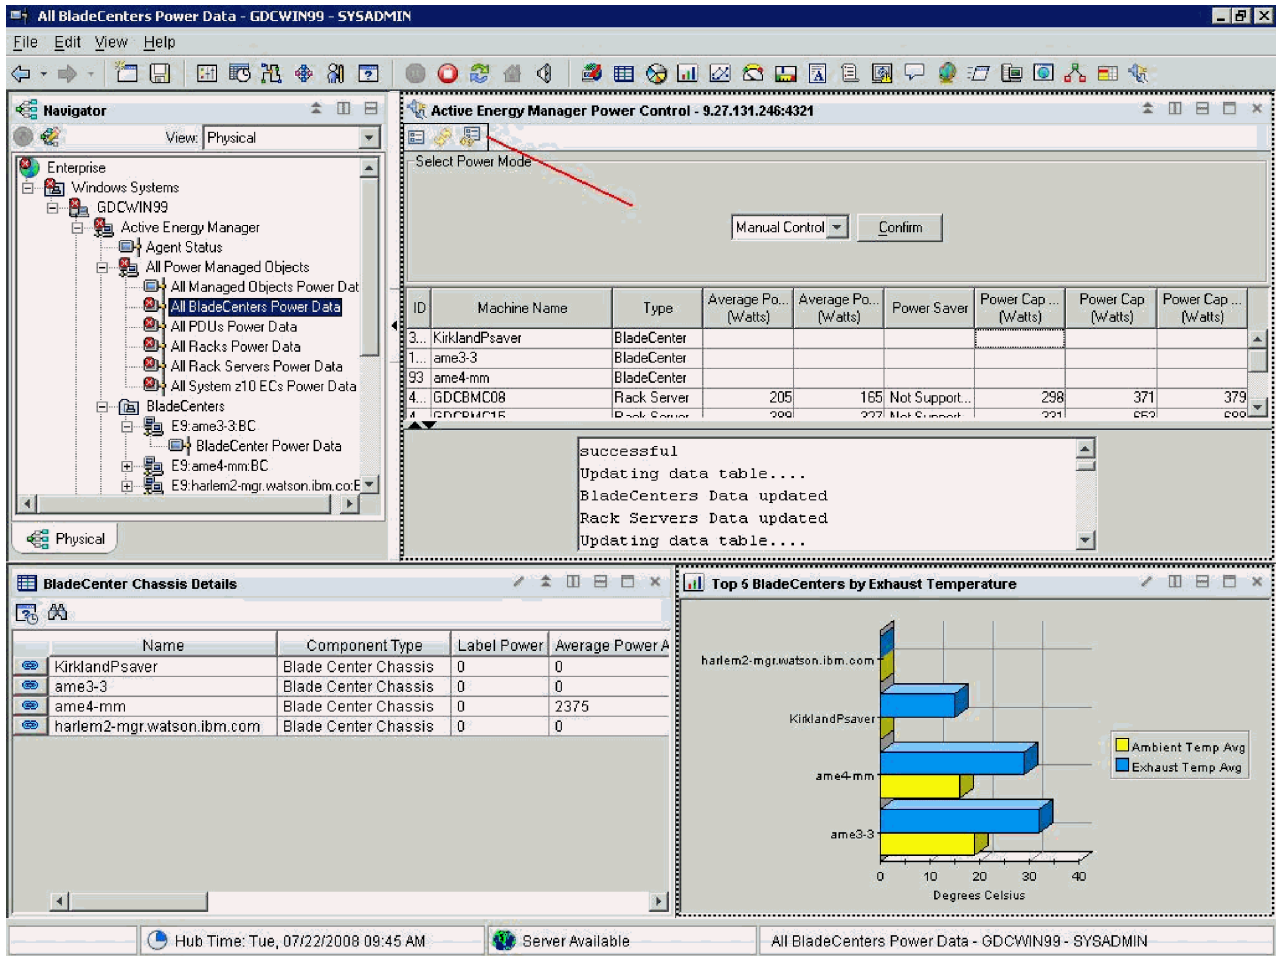 All BladeCenters Power Data - GDCWIN99 - SYSADMIN
File Edit View Help
Navigator
View: Physical
Enterprise
Windows Systems
GDCWIN99
Active Energy Manager
Agent Status
All Power Managed Objects
All Managed Objects Power Dat
All BladeCenters Power Data
All PDUs Power Data
All Racks Power Data
All Rack Servers Power Data
All System z10 ECs Power Data
BladeCenters
E9:ame3-3:BC
BladeCenter Power Data
E9:ame4-mm:BC
E9:harlem2-mgr.watson.ibm.co:E
Physical
Active Energy Manager Power Control - 9.27.131.246:4321
Select Power Mode
Manual Control Confirm
ID Machine Name Type Average Po... (Watts) Average Po... (Watts) Power Saver Power Cap ... (Watts) Power Cap (Watts) Power Cap ... (Watts)
3... KirklandPsaver BladeCenter
1... ame3-3 BladeCenter
93 ame4-mm BladeCenter
4... GDCBMC08 Rack Server 205 165 Not Support... 298 371 379
successful
Updating data table....
BladeCenters Data updated
Rack Servers Data updated
Updating data table....
BladeCenter Chassis Details
Name Component Type Label Power Average Power A
KirklandPsaver Blade Center Chassis 0 0
ame3-3 Blade Center Chassis 0 0
ame4-mm Blade Center Chassis 0 2375
harlem2-mgr.watson.ibm.com Blade Center Chassis 0 0
Top 5 BladeCenters by Exhaust Temperature
harlem2-mgr.watson.ibm.com
KirklandPsaver
ame4-mm
ame3-3
0 10 20 30 40
Degrees Celsius
Ambient Temp Avg
Exhaust Temp Avg
Hub Time: Tue, 07/22/2008 09:45 AM
Server Available
All BladeCenters Power Data - GDCWIN99 - SYSADMIN